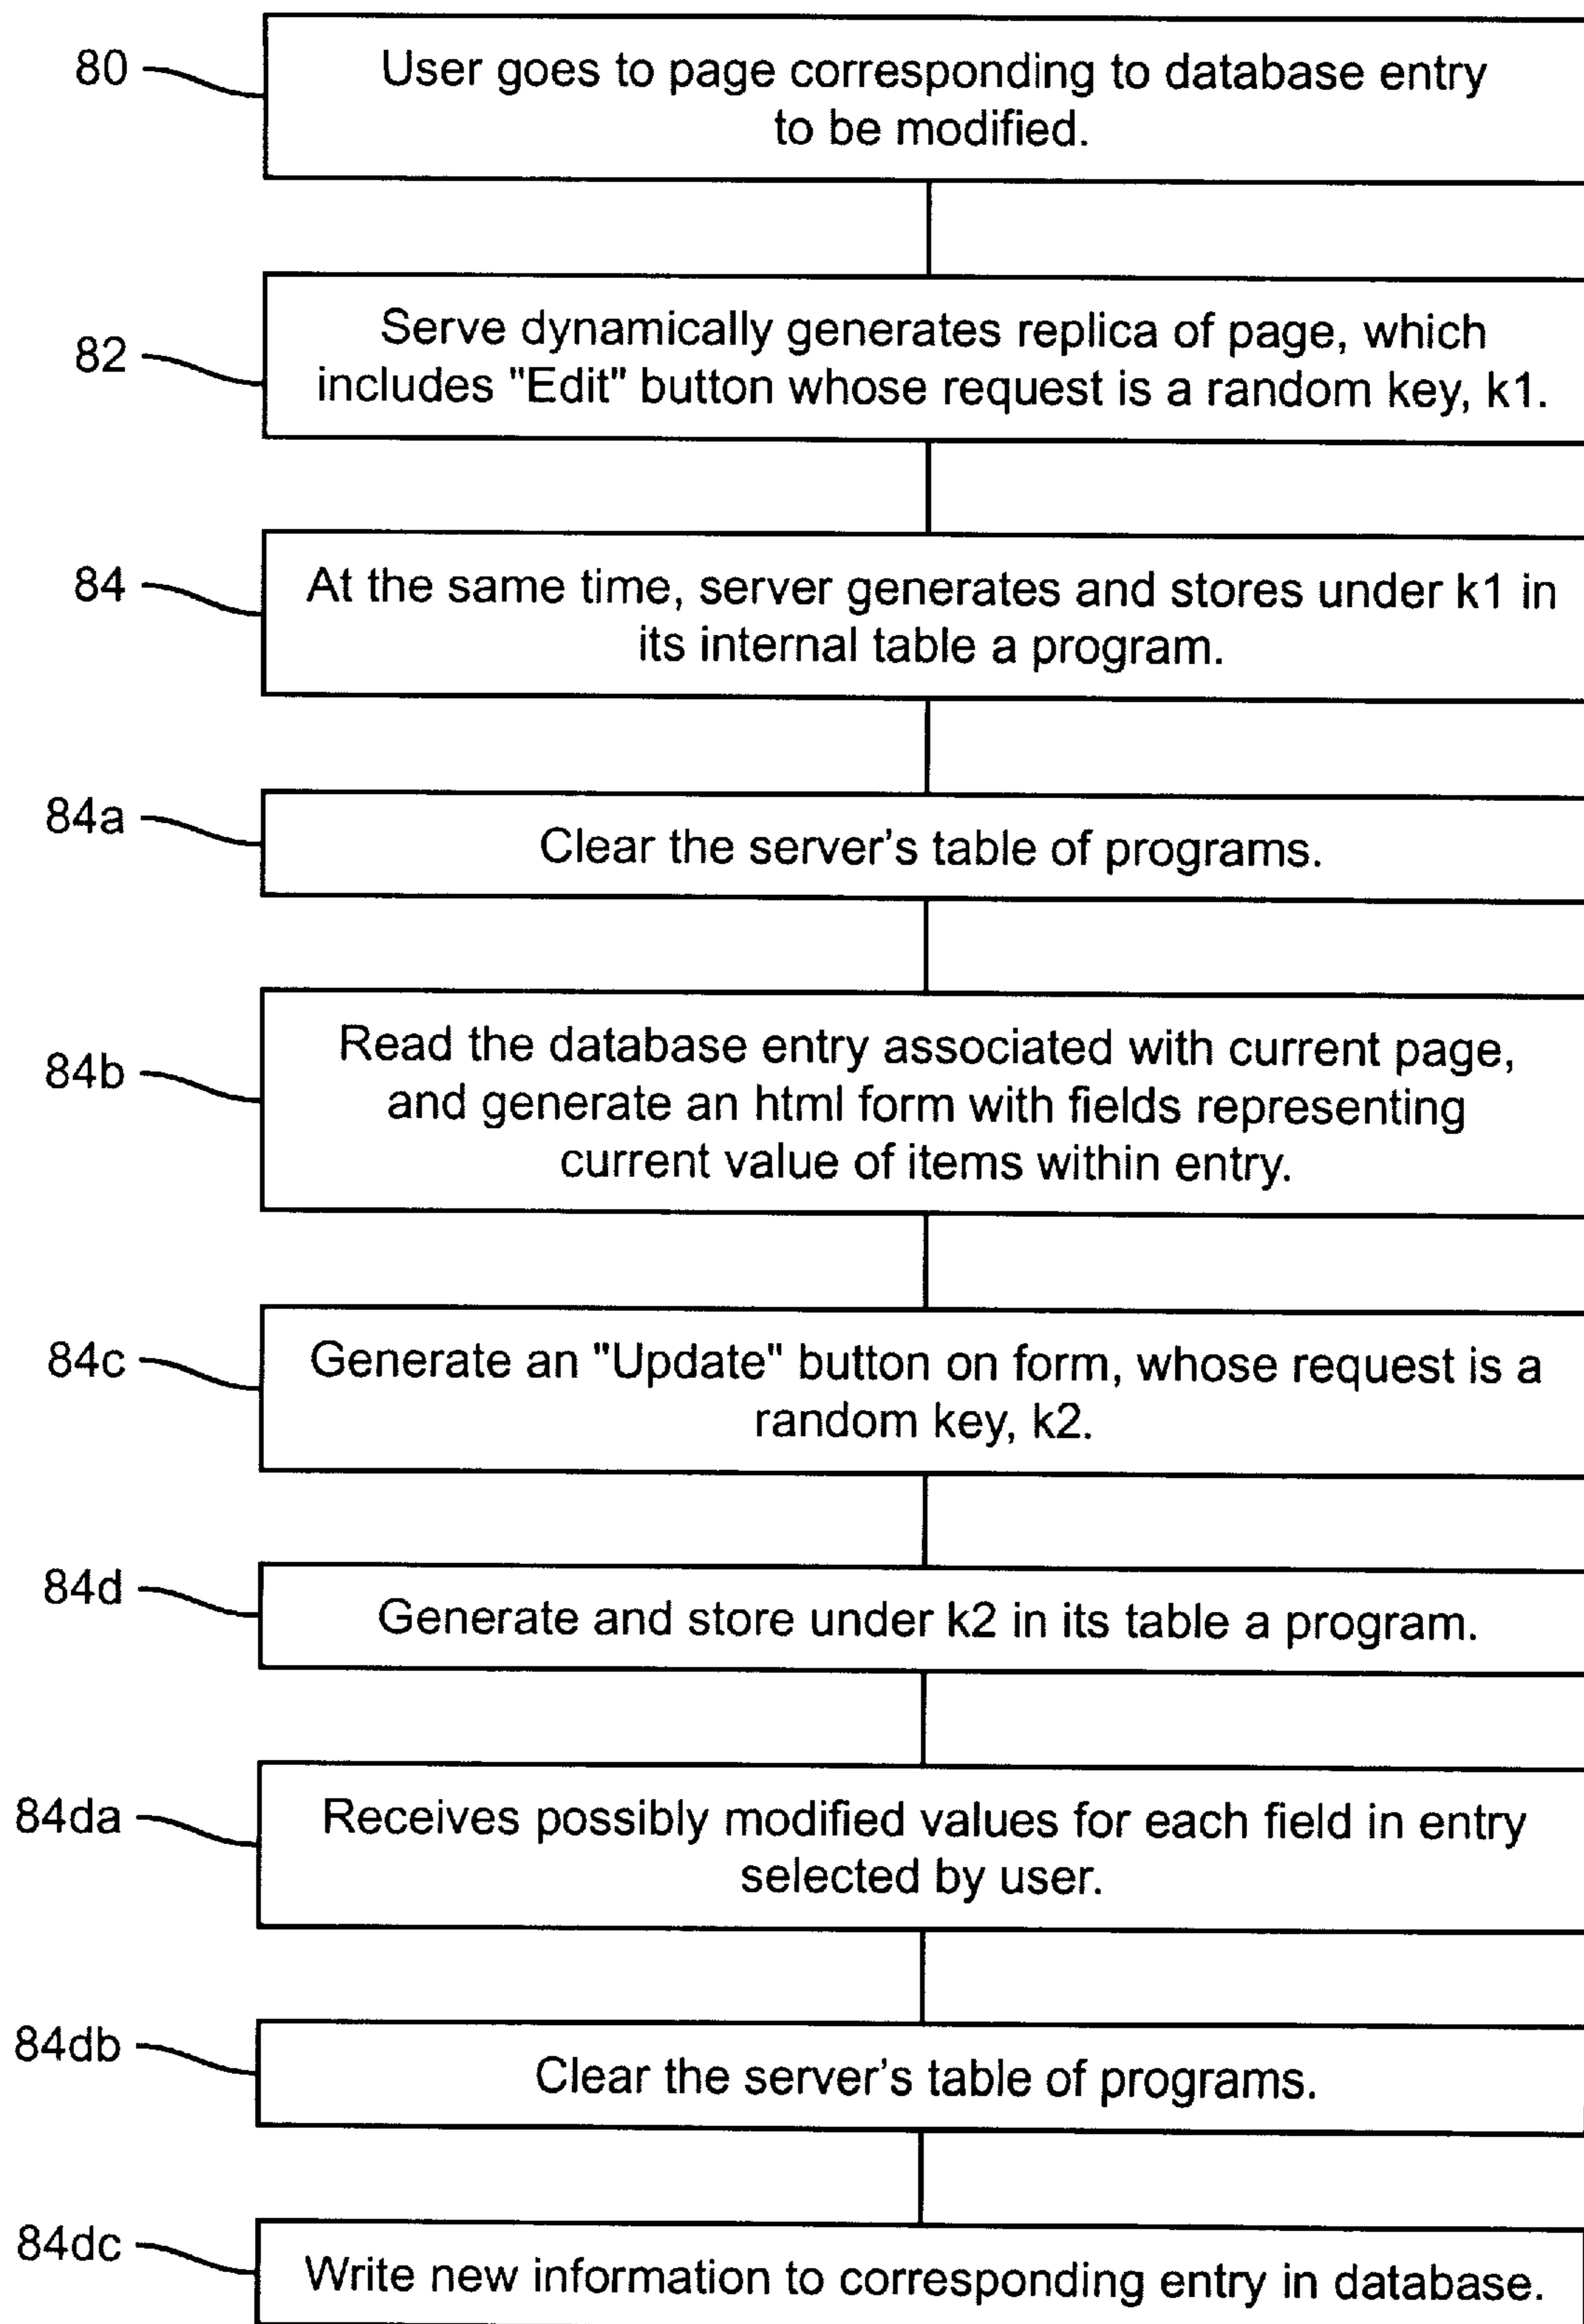 80
User goes to page corresponding to database entry
to be modified.
82
Serve dynamically generates replica of page, which
includes "Edit" button whose request is a random key, k1.
84
At the same time, server generates and stores under k1 in
its internal table a program.
84a
Clear the server's table of programs.
84b
Read the database entry associated with current page,
and generate an html form with fields representing
current value of items within entry.
84c
Generate an "Update" button on form, whose request is a
random key, k2.
84d
Generate and store under k2 in its table a program.
84da
Receives possibly modified values for each field in entry
selected by user.
84db
Clear the server's table of programs.
84dc
Write new information to corresponding entry in database.